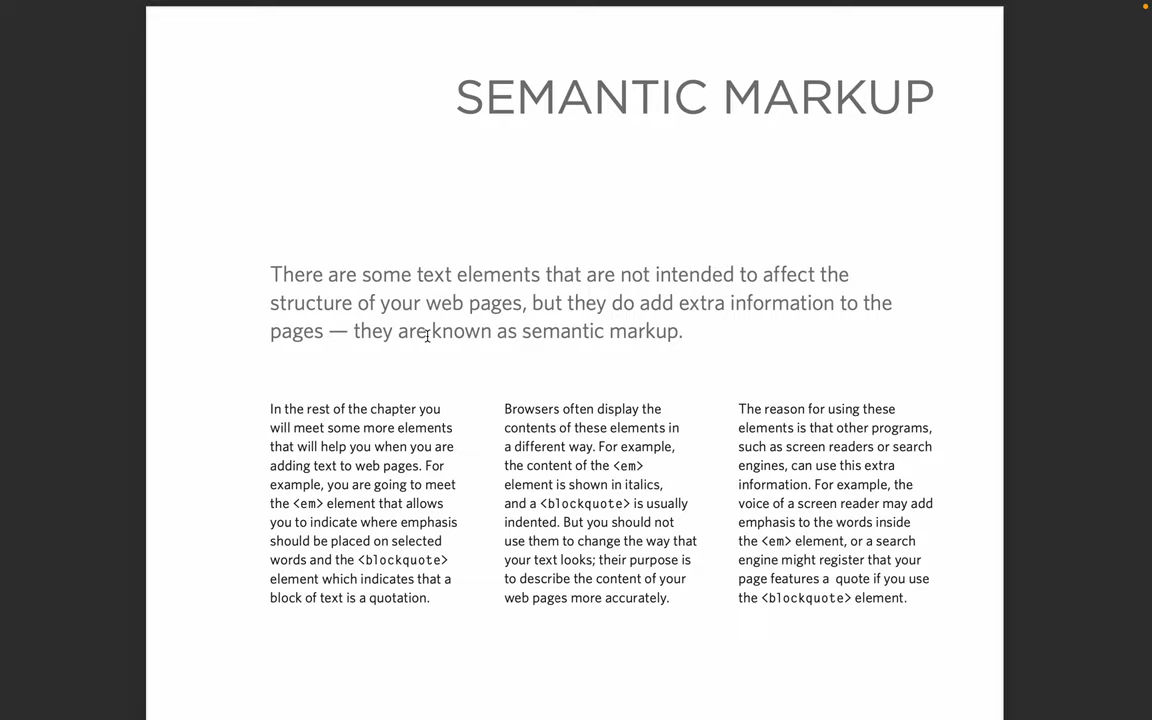 SEMANTIC MARKUP
There are some text elements that are not intended to affect the
structure of your web pages, but they do add extra information to the
pages — they are known as semantic markup.
In the rest of the chapter you
will meet some more elements
that will help you when you are
adding text to web pages. For
example, you are going to meet
the <em> element that allows
you to indicate where emphasis
should be placed on selected
words and the <blockquote>
element which indicates that a
block of text is a quotation.
Browsers often display the
contents of these elements in
a different way. For example,
the content of the <em>
element is shown in italics,
and a <blockquote> is usually
indented. But you should not
use them to change the way that
your text looks; their purpose is
to describe the content of your
web pages more accurately.
The reason for using these
elements is that other programs,
such as screen readers or search
engines, can use this extra
information. For example, the
voice of a screen reader may add
emphasis to the words inside
the <em> element, or a search
engine might register that your
page features a  quote if you use
the <blockquote> element.